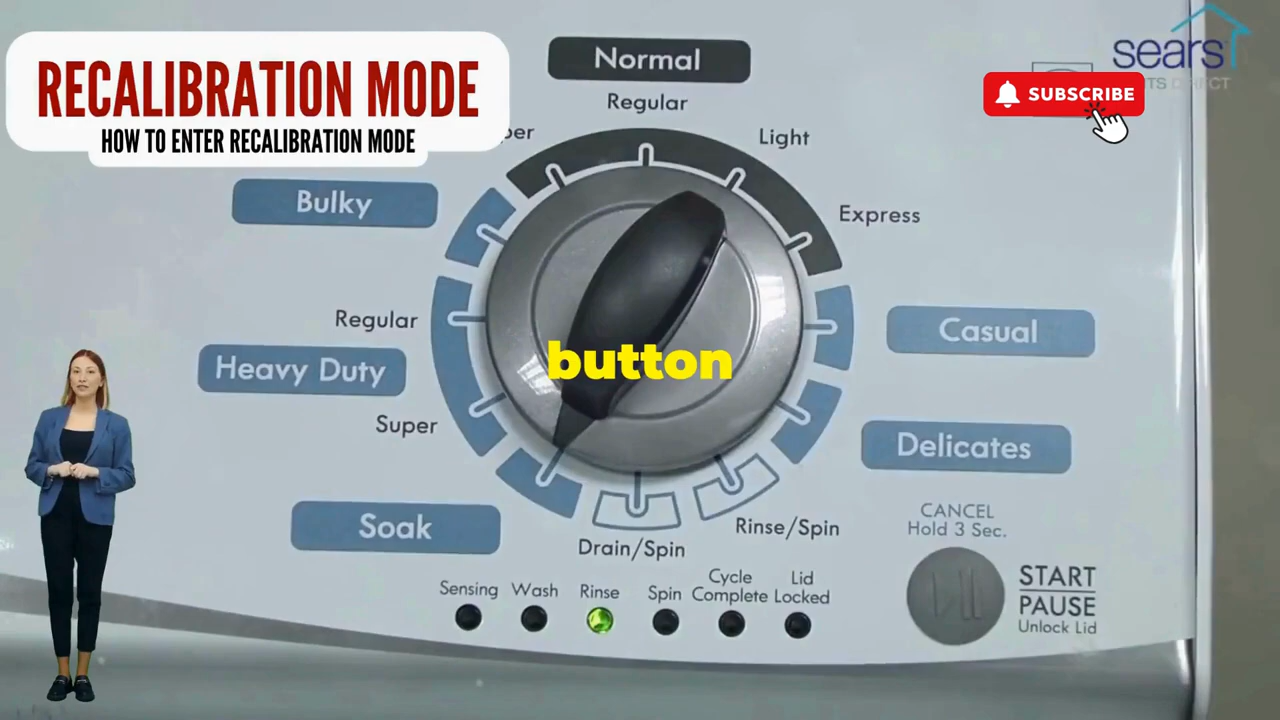 RECALIBRATION MODE
HOW TO ENTER RECALIBRATION MODE
Normal
Regular
Light
Express
Bulky
Regular
Heavy Duty
Super
Soak
Casual
Delicates
Rinse/Spin
Drain/Spin
button
sears
SUBSCRIBE
CANCEL
Hold 3 Sec.
START
PAUSE
Unlock Lid
Sensing
Wash
Rinse
Spin
Cycle
Complete
Lid
Locked